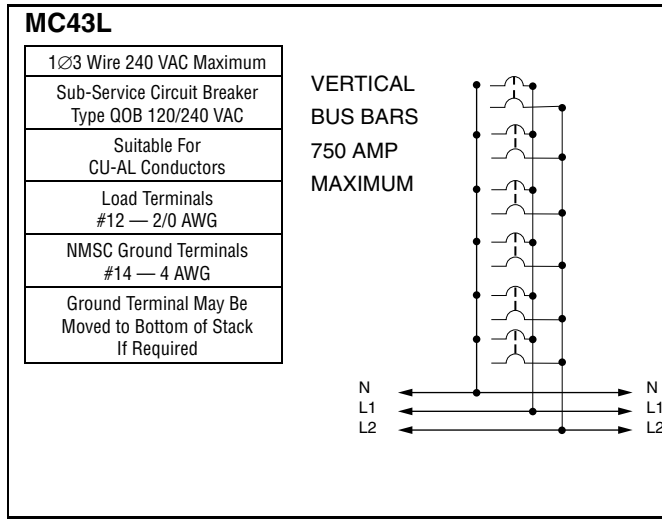 MC43L
1∅3 Wire 240 VAC Maximum
Sub-Service Circuit Breaker
Type QOB 120/240 VAC
Suitable For
CU-AL Conductors
Load Terminals
#12 — 2/0 AWG
NMSC Ground Terminals
#14 — 4 AWG
Ground Terminal May Be
Moved to Bottom of Stack
If Required
VERTICAL
BUS BARS
750 AMP
MAXIMUM
N N
L1 L1
L2 L2